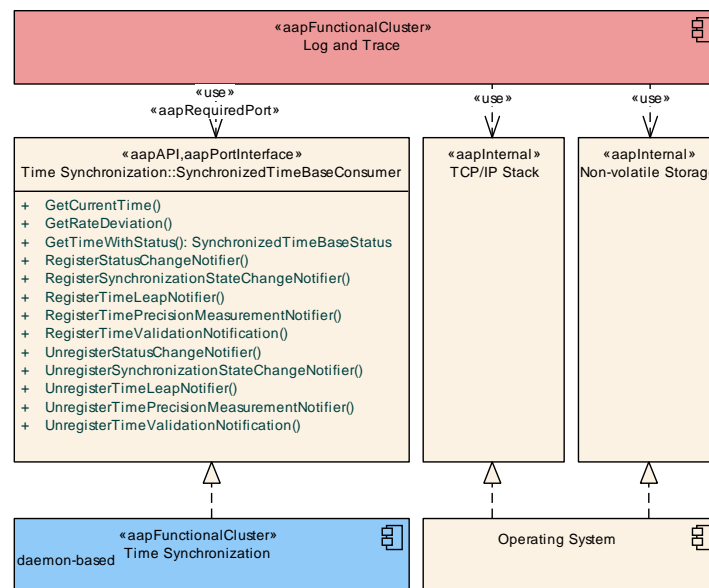 «aapFunctionalCluster»
Log and Trace
«use»
«aapRequiredPort»
«use»
«use»
«aapAPI,aapPortInterface»
Time Synchronization::SynchronizedTimeBaseConsumer
+ GetCurrentTime()
+ GetRateDeviation()
+ GetTimeWithStatus(): SynchronizedTimeBaseStatus
+ RegisterStatusChangeNotifier()
+ RegisterSynchronizationStateChangeNotifier()
+ RegisterTimeLeapNotifier()
+ RegisterTimePrecisionMeasurementNotifier()
+ RegisterTimeValidationNotification()
+ UnregisterStatusChangeNotifier()
+ UnregisterSynchronizationStateChangeNotifier()
+ UnregisterTimeLeapNotifier()
+ UnregisterTimePrecisionMeasurementNotifier()
+ UnregisterTimeValidationNotification()
«aapInternal»
TCP/IP Stack
«aapInternal»
Non-volatile Storage
«aapFunctionalCluster»
Time Synchronization
daemon-based
Operating System